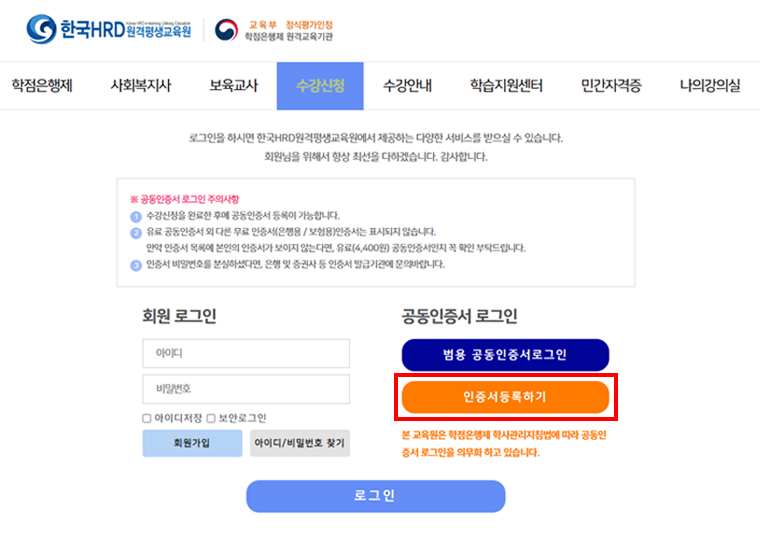 Korea HRD e-learning Lifelong Education
한국HRD 원격평생교육원
교육부 정식평가인정
학점은행제 원격교육기관
학점은행제 사회복지사 보육교사 수강신청 수강안내 학습지원센터 민간자격증 나의강의실
로그인을 하시면 한국HRD원격평생교육원에서 제공하는 다양한 서비스를 받으실 수 있습니다.
회원님을 위해서 항상 최선을 다하겠습니다. 감사합니다.
※ 공동인증서 로그인 주의사항
1 수강신청을 완료한 후에 공동인증서 등록이 가능합니다.
2 유료 공동인증서 외 다른 무료 인증서(은행용 / 보험용)인증서는 표시되지 않습니다.
만약 인증서 목록에 본인의 인증서가 보이지 않는다면, 유료(4,400원) 공동인증서인지 꼭 확인 부탁드립니다.
3 인증서 비밀번호를 분실하셨다면, 은행 및 증권사 등 인증서 발급기관에 문의바랍니다.
회원 로그인
아이디
비밀번호
아이디저장 보안로그인
회원가입 아이디/비밀번호 찾기
공동인증서 로그인
범용 공동인증서로그인
인증서등록하기
본 교육원은 학점은행제 학사관리지침법에 따라 공동인
증서 로그인을 의무화 하고 있습니다.
로그인